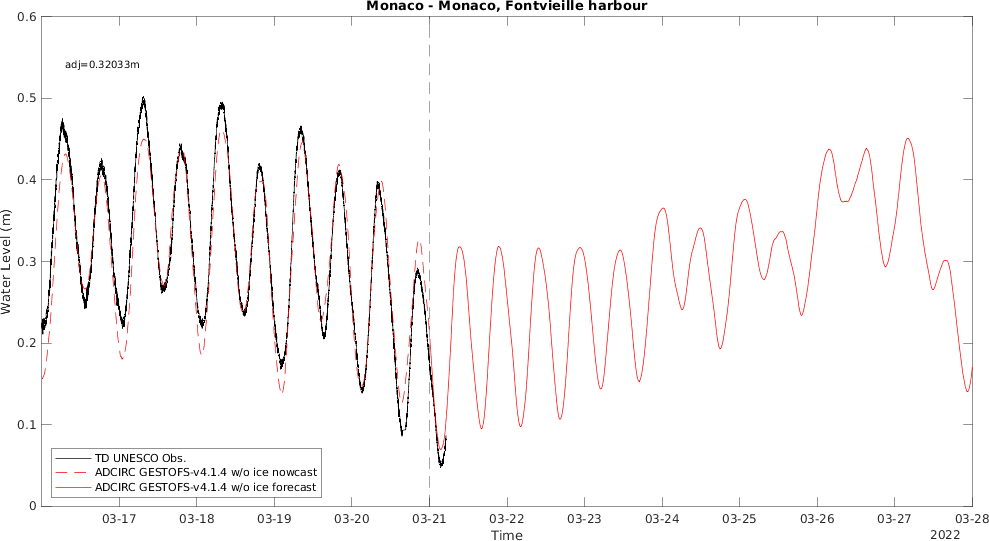 Monaco - Monaco, Fontvieille harbour
0.6
adj=0.32033m
0.5
0.4
0.3
0.2
0.1
0
Water Level (m)
TD UNESCO Obs.
ADCIRC GESTOFS-v4.1.4 w/o ice nowcast
ADCIRC GESTOFS-v4.1.4 w/o ice forecast
03-17 03-18 03-19 03-20 03-21 03-22 03-23 03-24 03-25 03-26 03-27 03-28
Time
2022